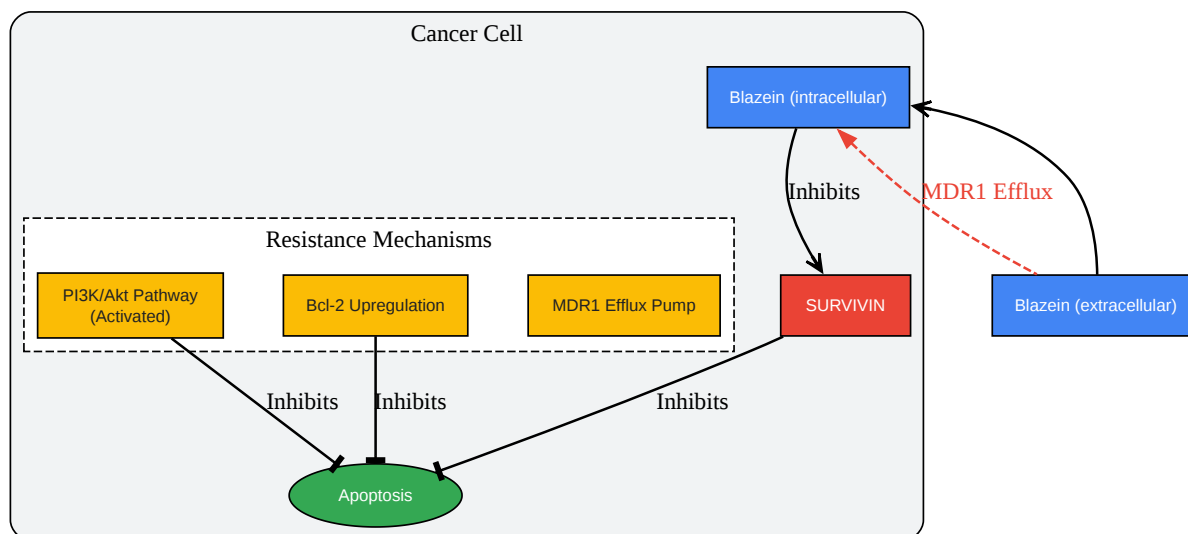 Cancer Cell
Blazein (intracellular)
Inhibits
MDR1 Efflux
Resistance Mechanisms
PI3K/Akt Pathway
(Activated)
Bcl-2 Upregulation
MDR1 Efflux Pump
SURVIVIN
Blazein (extracellular)
Inhibits
Inhibits
Inhibits
Apoptosis